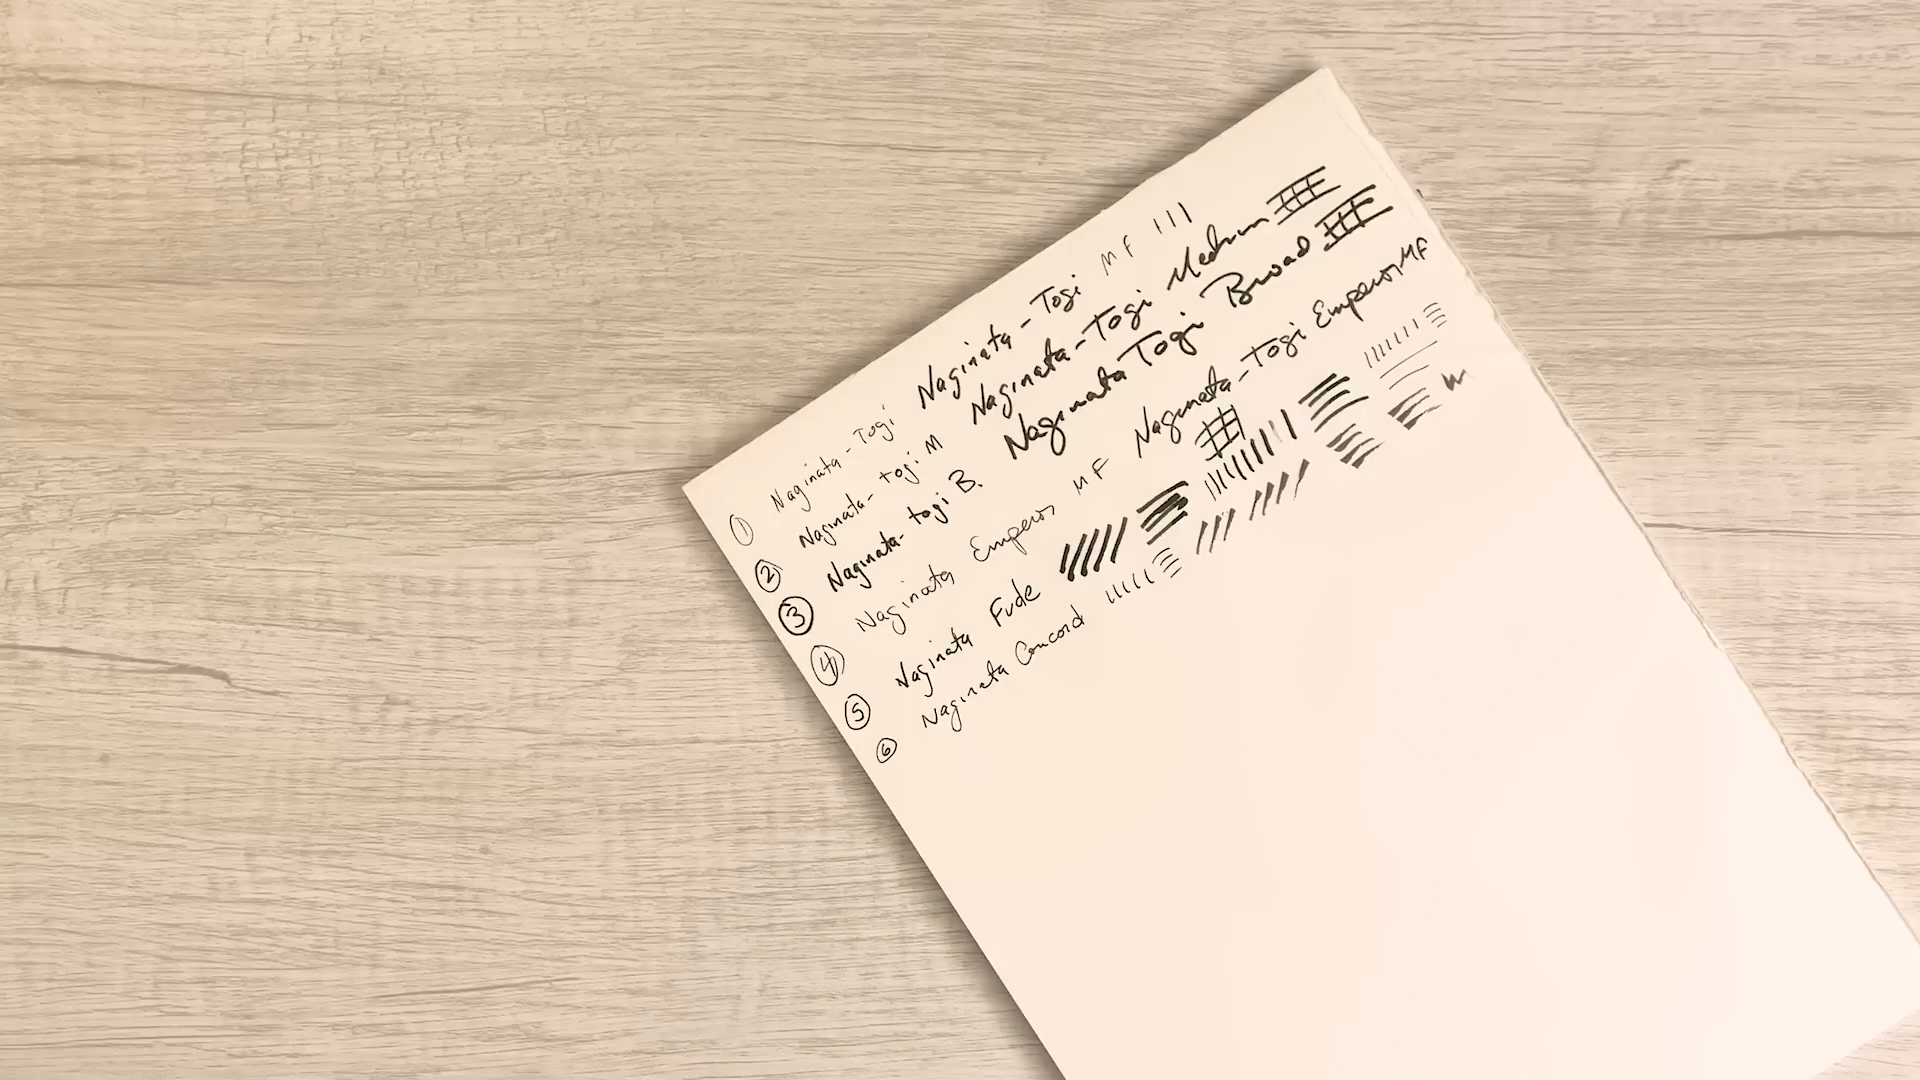 ① Naginata-Togi Naginata-Togi MF
② Naginata-togi M Naginata-Togi Medium
③ Naginata-togi B. Naginata Togi Broad
④ Naginata Emperor MF Naginata-Togi Emperor MF
⑤ Naginata Fude
⑥ Naginata Concord